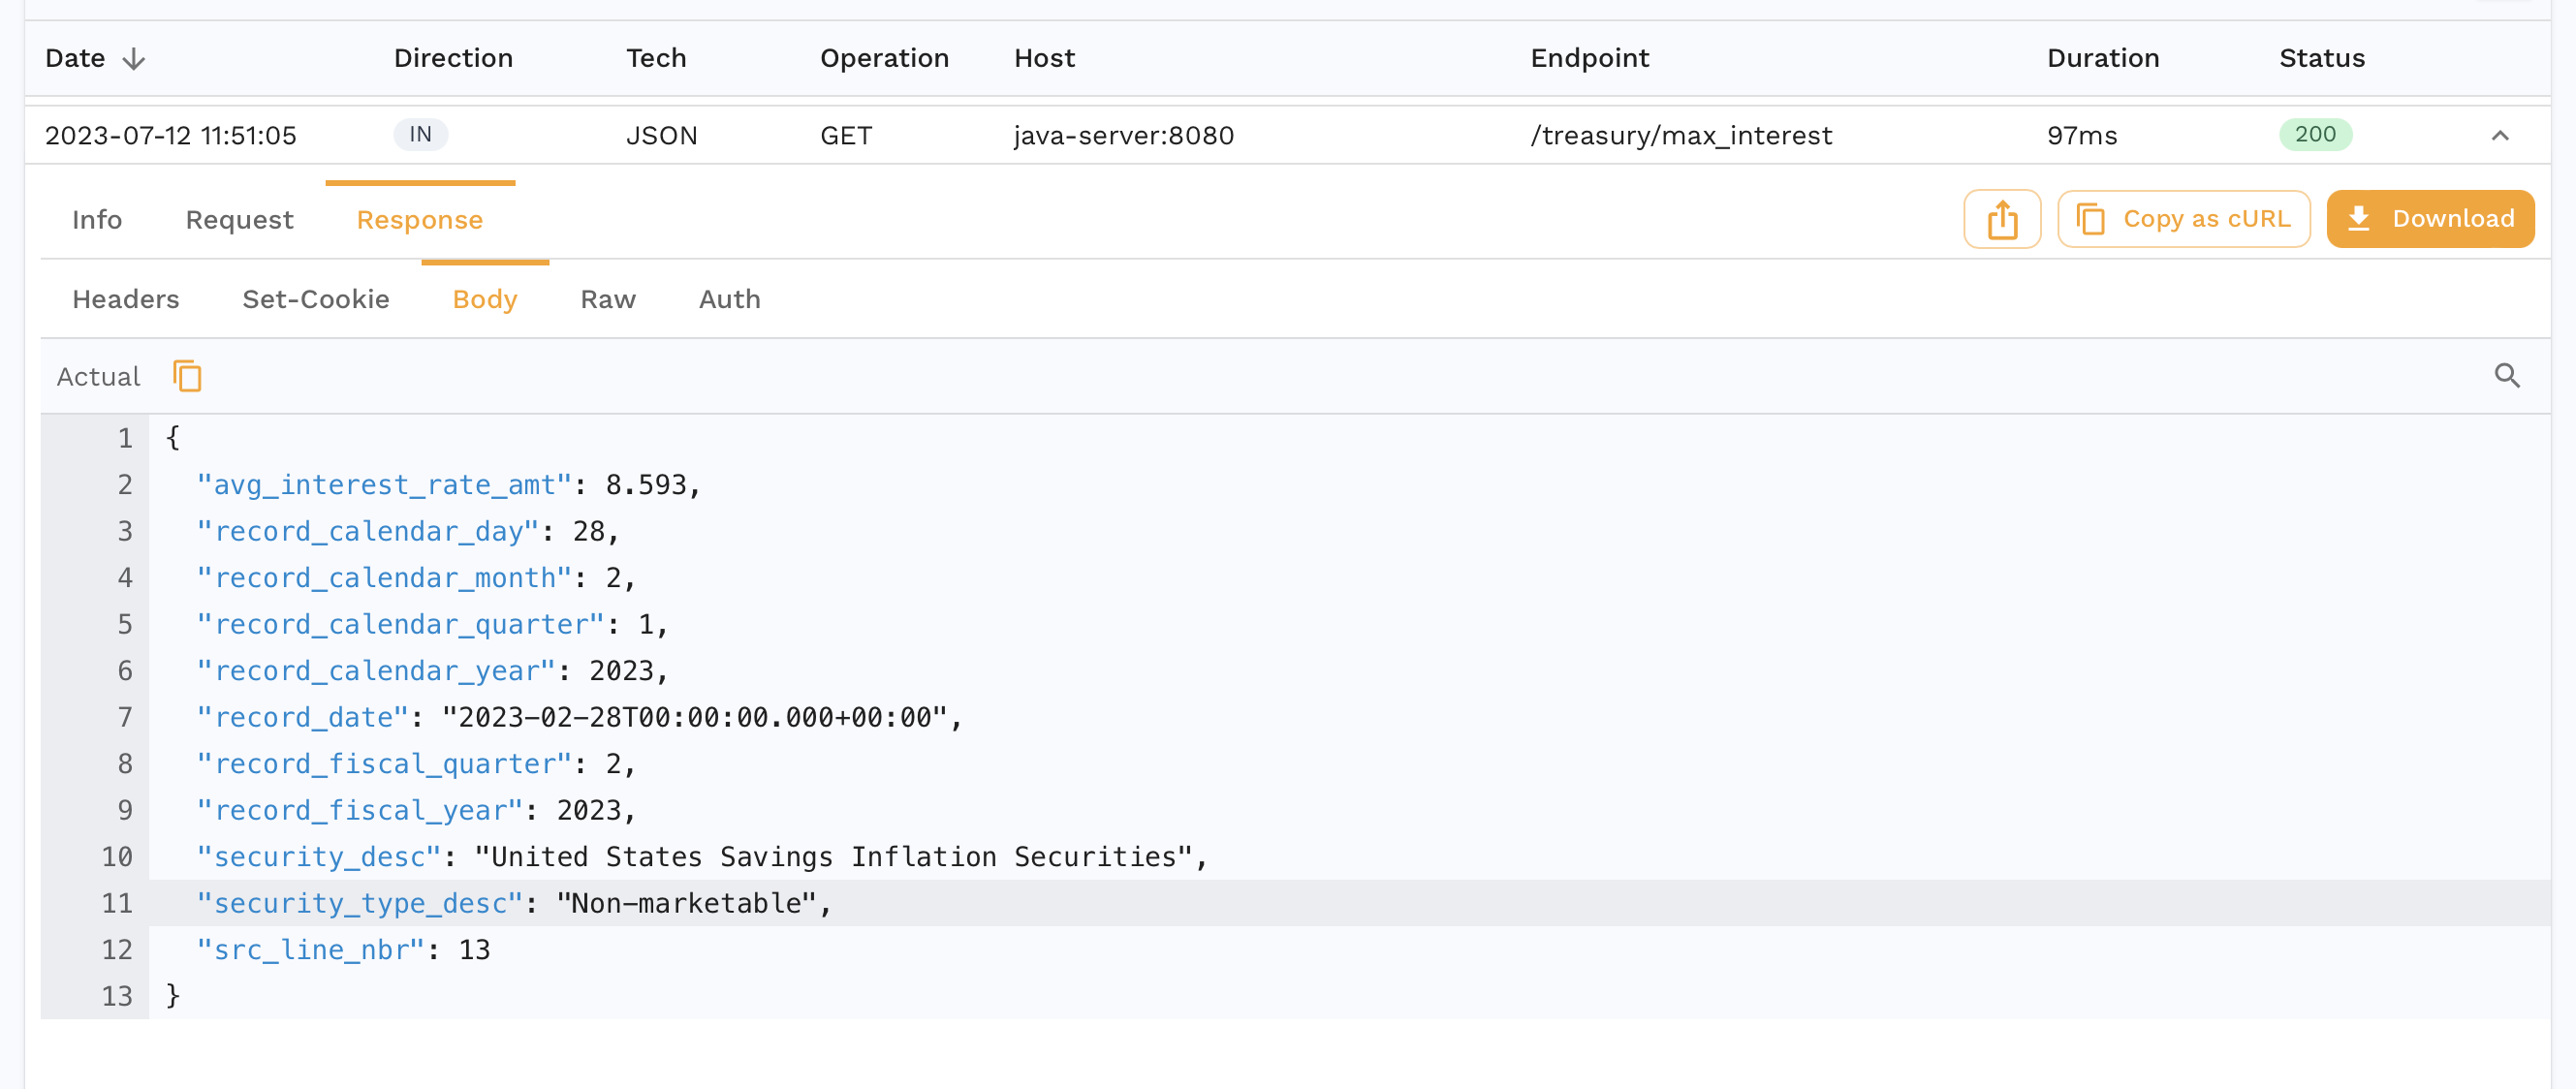 Date Direction Tech Operation Host Endpoint Duration Status
2023-07-12 11:51:05 IN JSON GET java-server:8080 /treasury/max_interest 97ms 200
Info Request Response Copy as cURL Download
Headers Set-Cookie Body Raw Auth
Actual
1 {
2 "avg_interest_rate_amt": 8.593,
3 "record_calendar_day": 28,
4 "record_calendar_month": 2,
5 "record_calendar_quarter": 1,
6 "record_calendar_year": 2023,
7 "record_date": "2023-02-28T00:00:00.000+00:00",
8 "record_fiscal_quarter": 2,
9 "record_fiscal_year": 2023,
10 "security_desc": "United States Savings Inflation Securities",
11 "security_type_desc": "Non-marketable",
12 "src_line_nbr": 13
13 }